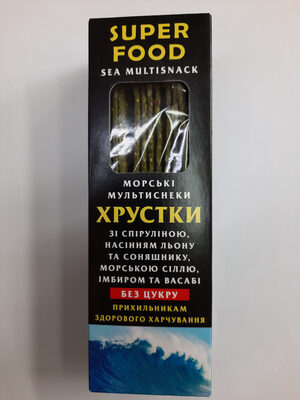 SUPER
FOOD
SEA MULTISNACK
МОРСЬКІ
МУЛЬТИСНЕКИ
ХРУСТКИ
ЗІ СПІРУЛІНОЮ,
НАСІННЯМ ЛЬОНУ
ТА СОНЯШНИКУ,
МОРСЬКОЮ СІЛЛЮ,
ІМБИРОМ ТА ВАСАБІ
БЕЗ ЦУКРУ
ПРИХИЛЬНИКАМ
ЗДОРОВОГО ХАРЧУВАННЯ